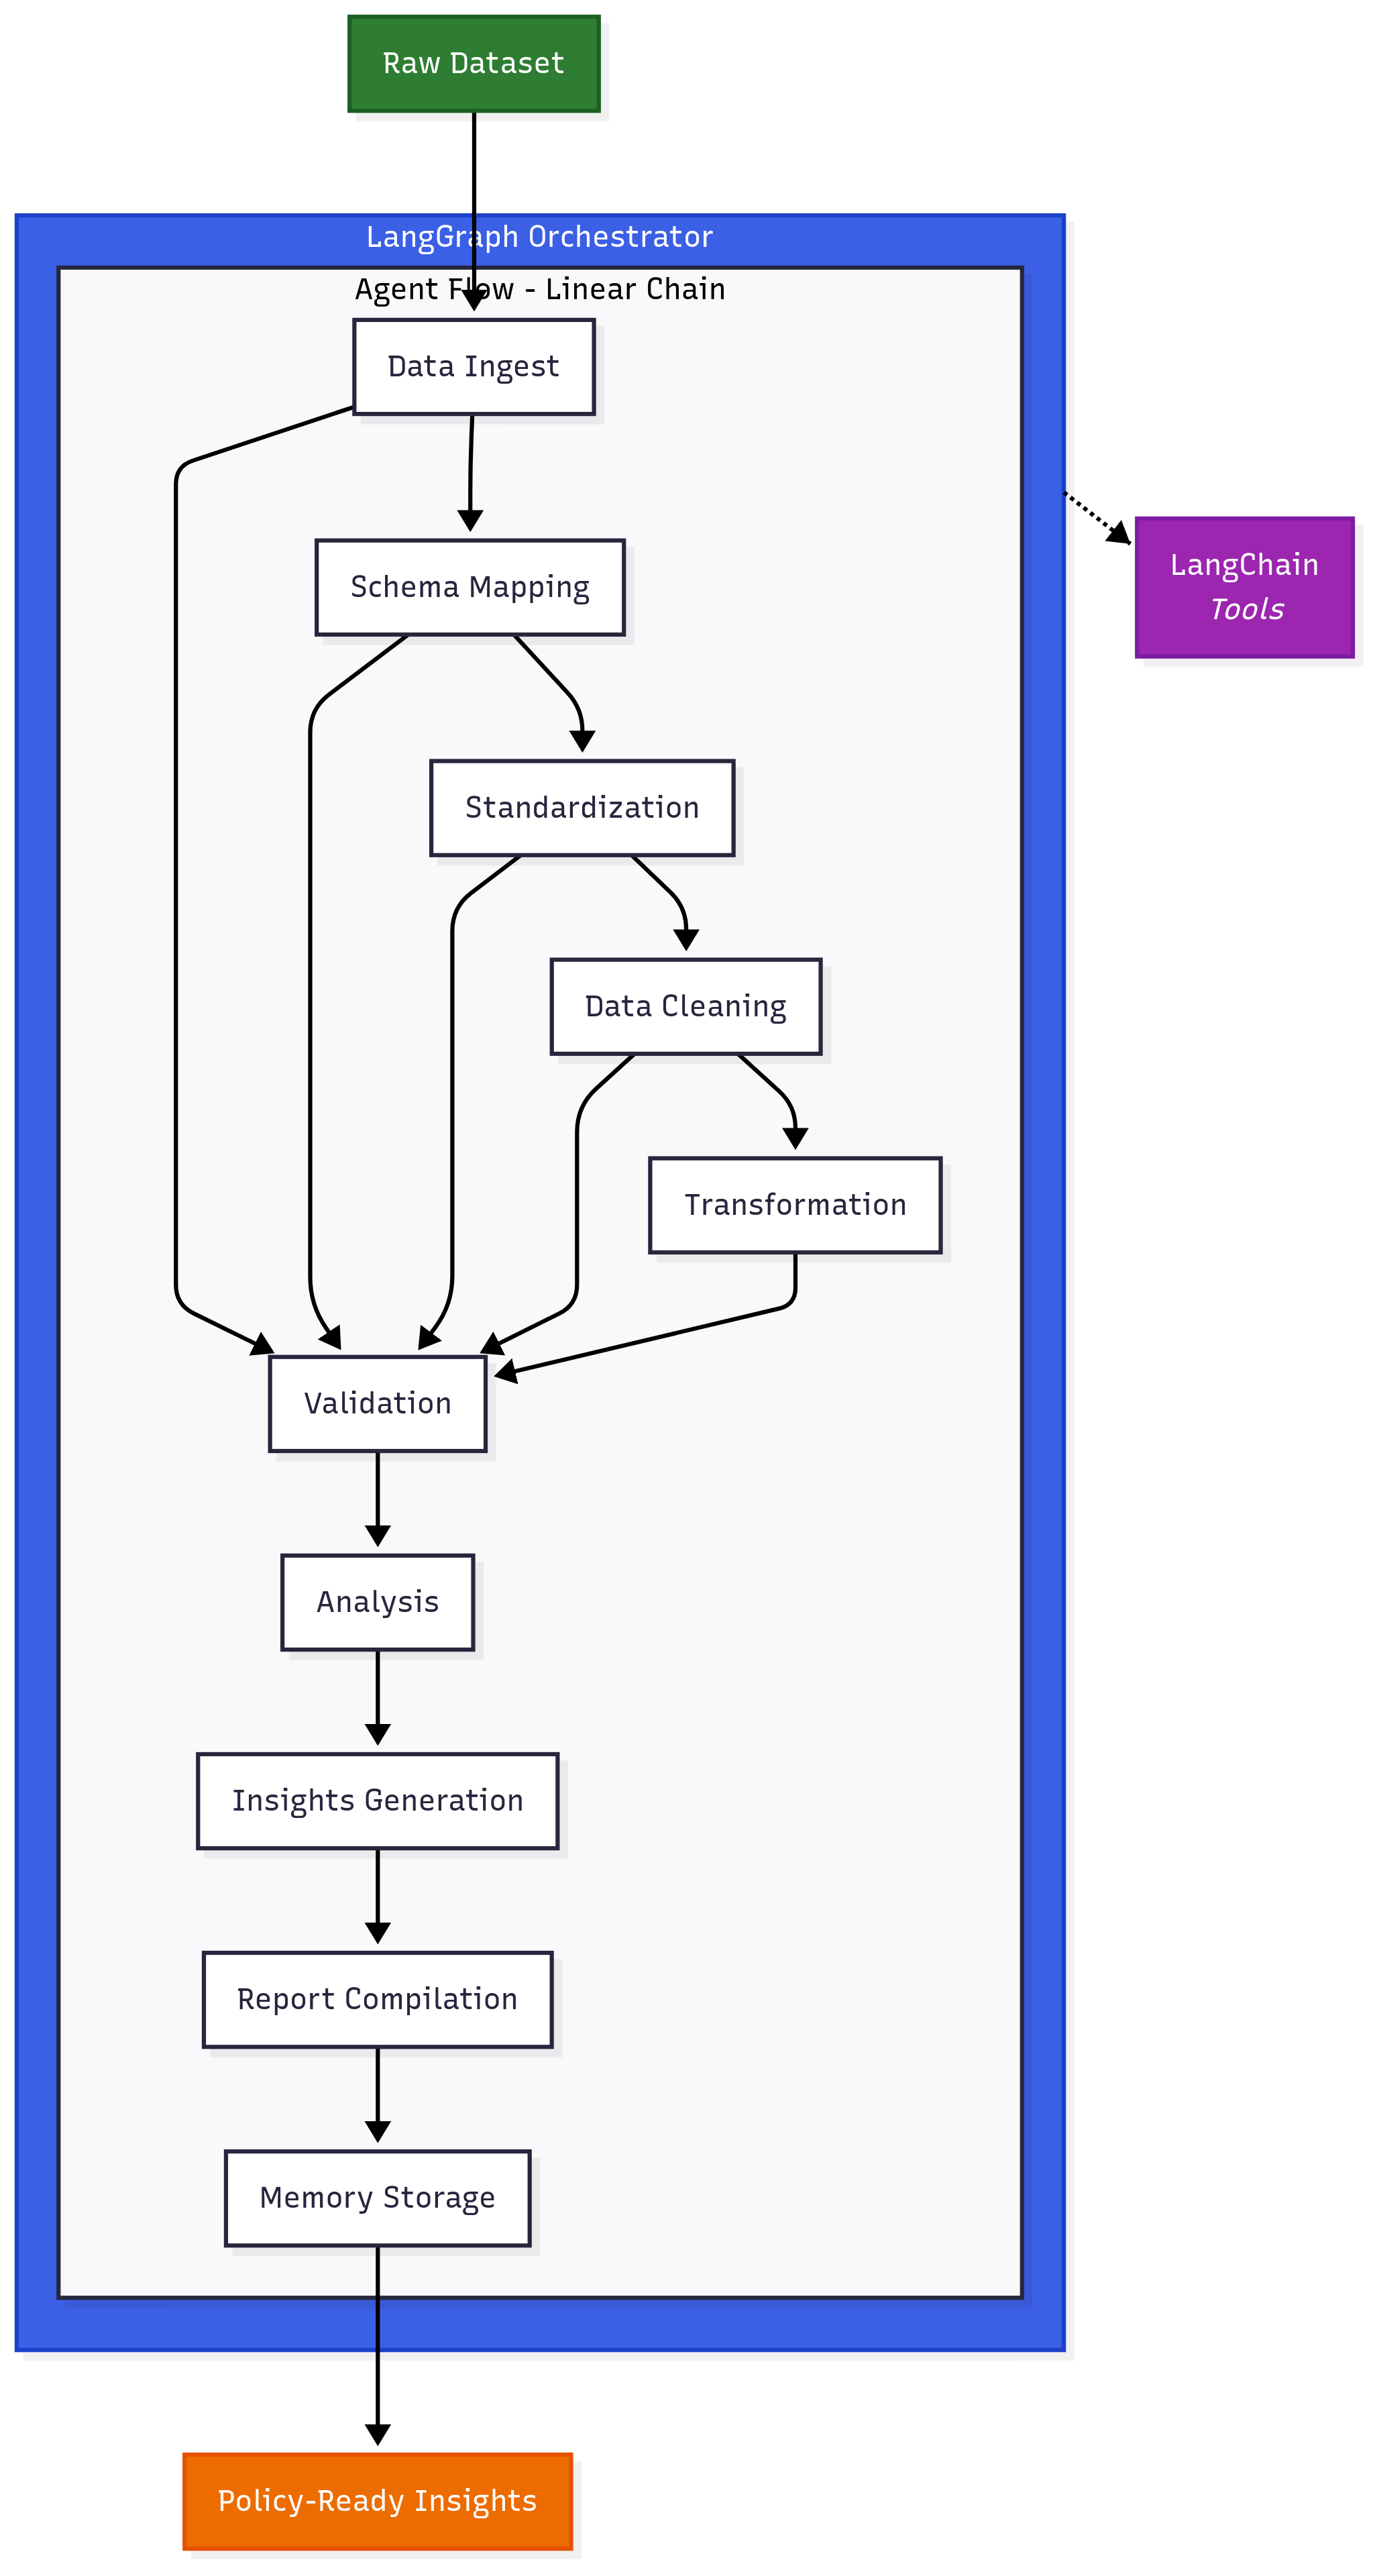 Raw Dataset
LangGraph Orchestrator
Agent Flow - Linear Chain
Data Ingest
LangChain
Tools
Schema Mapping
Standardization
Data Cleaning
Transformation
Validation
Analysis
Insights Generation
Report Compilation
Memory Storage
Policy-Ready Insights